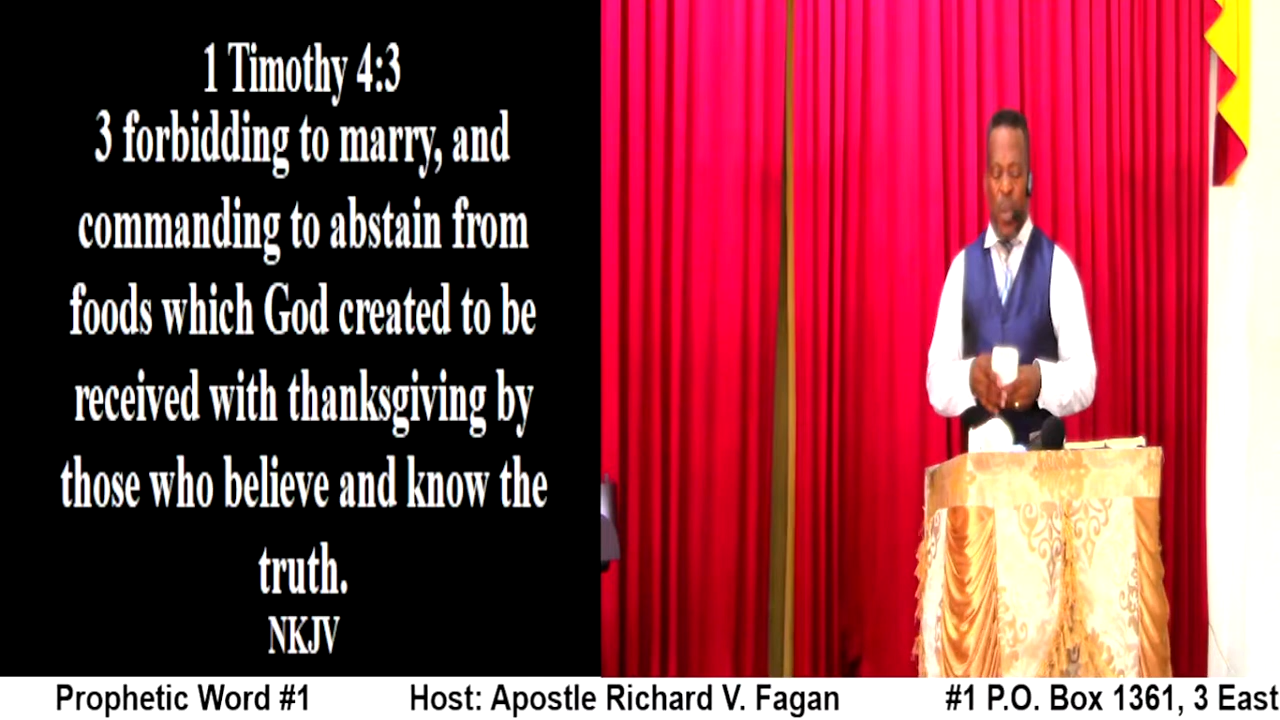 1 Timothy 4:3
3 forbidding to marry, and
commanding to abstain from
foods which God created to be
received with thanksgiving by
those who believe and know the
truth.
NKJV
Prophetic Word #1 Host: Apostle Richard V. Fagan #1 P.O. Box 1361, 3 East